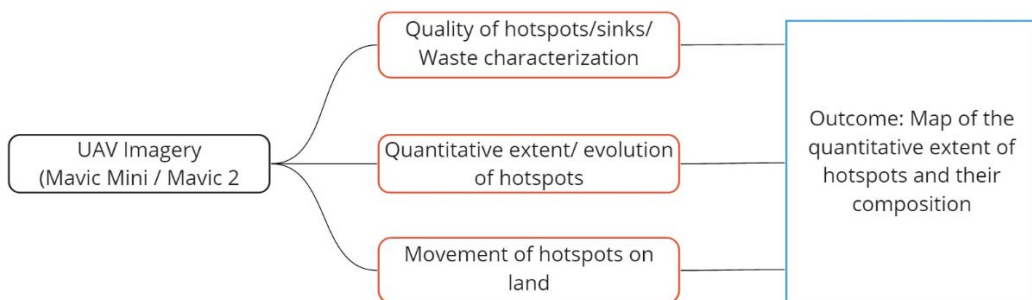 Quality of hotspots/sinks/
Waste characterization
UAV Imagery
(Mavic Mini / Mavic 2
Quantitative extent/ evolution
of hotspots
Movement of hotspots on
land
Outcome: Map of the
quantitative extent of
hotspots and their
composition